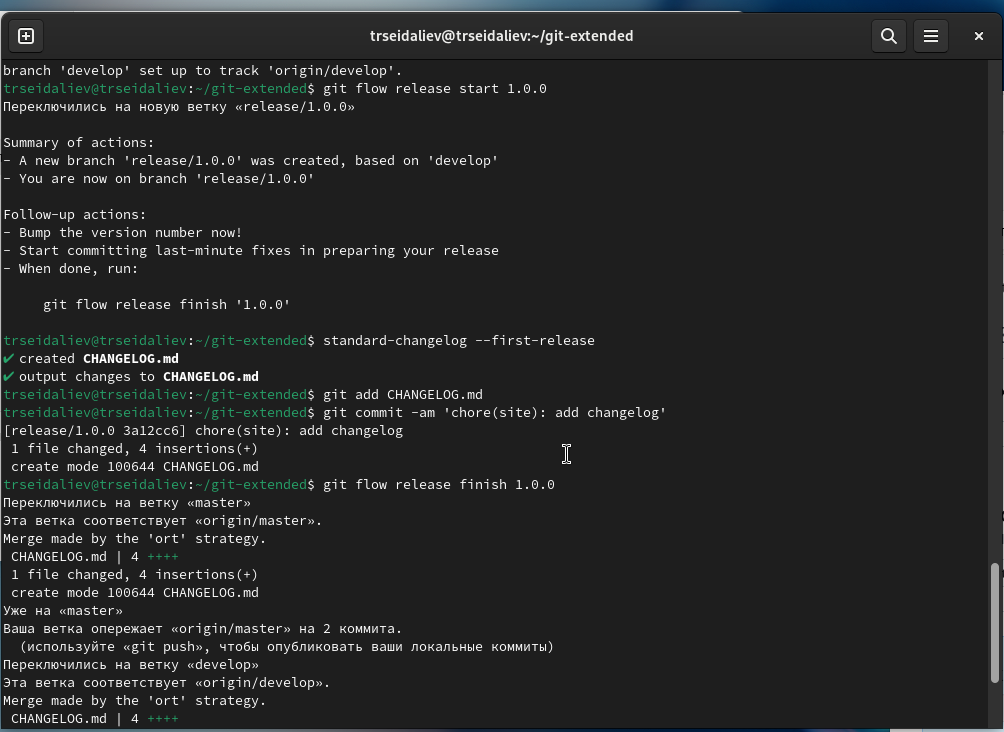 trseidaliev@trseidaliev:~/git-extended
branch 'develop' set up to track 'origin/develop'.
trseidaliev@trseidaliev:~/git-extended$ git flow release start 1.0.0
Переключились на новую ветку «release/1.0.0»
Summary of actions:
- A new branch 'release/1.0.0' was created, based on 'develop'
- You are now on branch 'release/1.0.0'
Follow-up actions:
- Bump the version number now!
- Start committing last-minute fixes in preparing your release
- When done, run:
git flow release finish '1.0.0'
trseidaliev@trseidaliev:~/git-extended$ standard-changelog --first-release
✔ created CHANGELOG.md
✔ output changes to CHANGELOG.md
trseidaliev@trseidaliev:~/git-extended$ git add CHANGELOG.md
trseidaliev@trseidaliev:~/git-extended$ git commit -am 'chore(site): add changelog'
[release/1.0.0 3a12cc6] chore(site): add changelog
1 file changed, 4 insertions(+)
create mode 100644 CHANGELOG.md
trseidaliev@trseidaliev:~/git-extended$ git flow release finish 1.0.0
Переключились на ветку «master»
Эта ветка соответствует «origin/master».
Merge made by the 'ort' strategy.
CHANGELOG.md | 4 ++++
1 file changed, 4 insertions(+)
create mode 100644 CHANGELOG.md
Уже на «master»
Ваша ветка опережает «origin/master» на 2 коммита.
(используйте «git push», чтобы опубликовать ваши локальные коммиты)
Переключились на ветку «develop»
Эта ветка соответствует «origin/develop».
Merge made by the 'ort' strategy.
CHANGELOG.md | 4 ++++